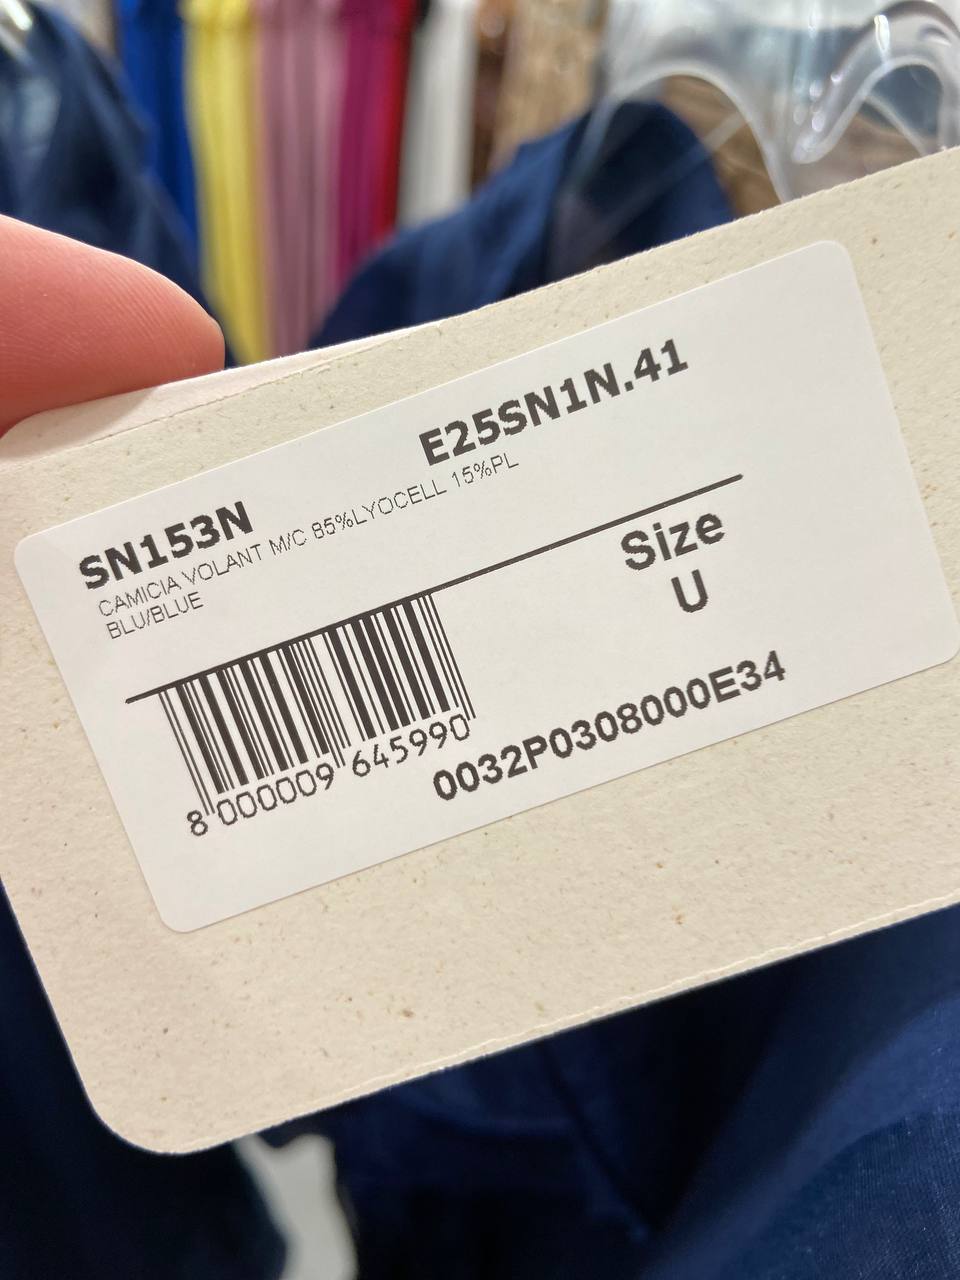 E25SN1N.41
SN153N
CAMICIA VOLANT M/C 85%LYOCELL 15%PL
BLU/BLUE
Size
U
8 000009 645990
0032P0308000E34